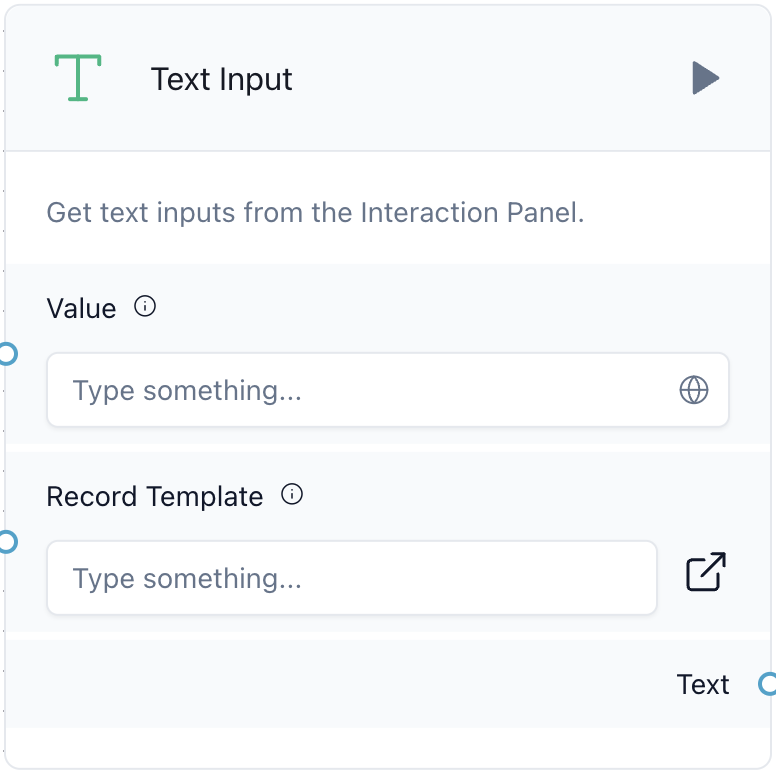 Text Input
Get text inputs from the Interaction Panel.
Value
Type something...
Record Template
Type something...
Text